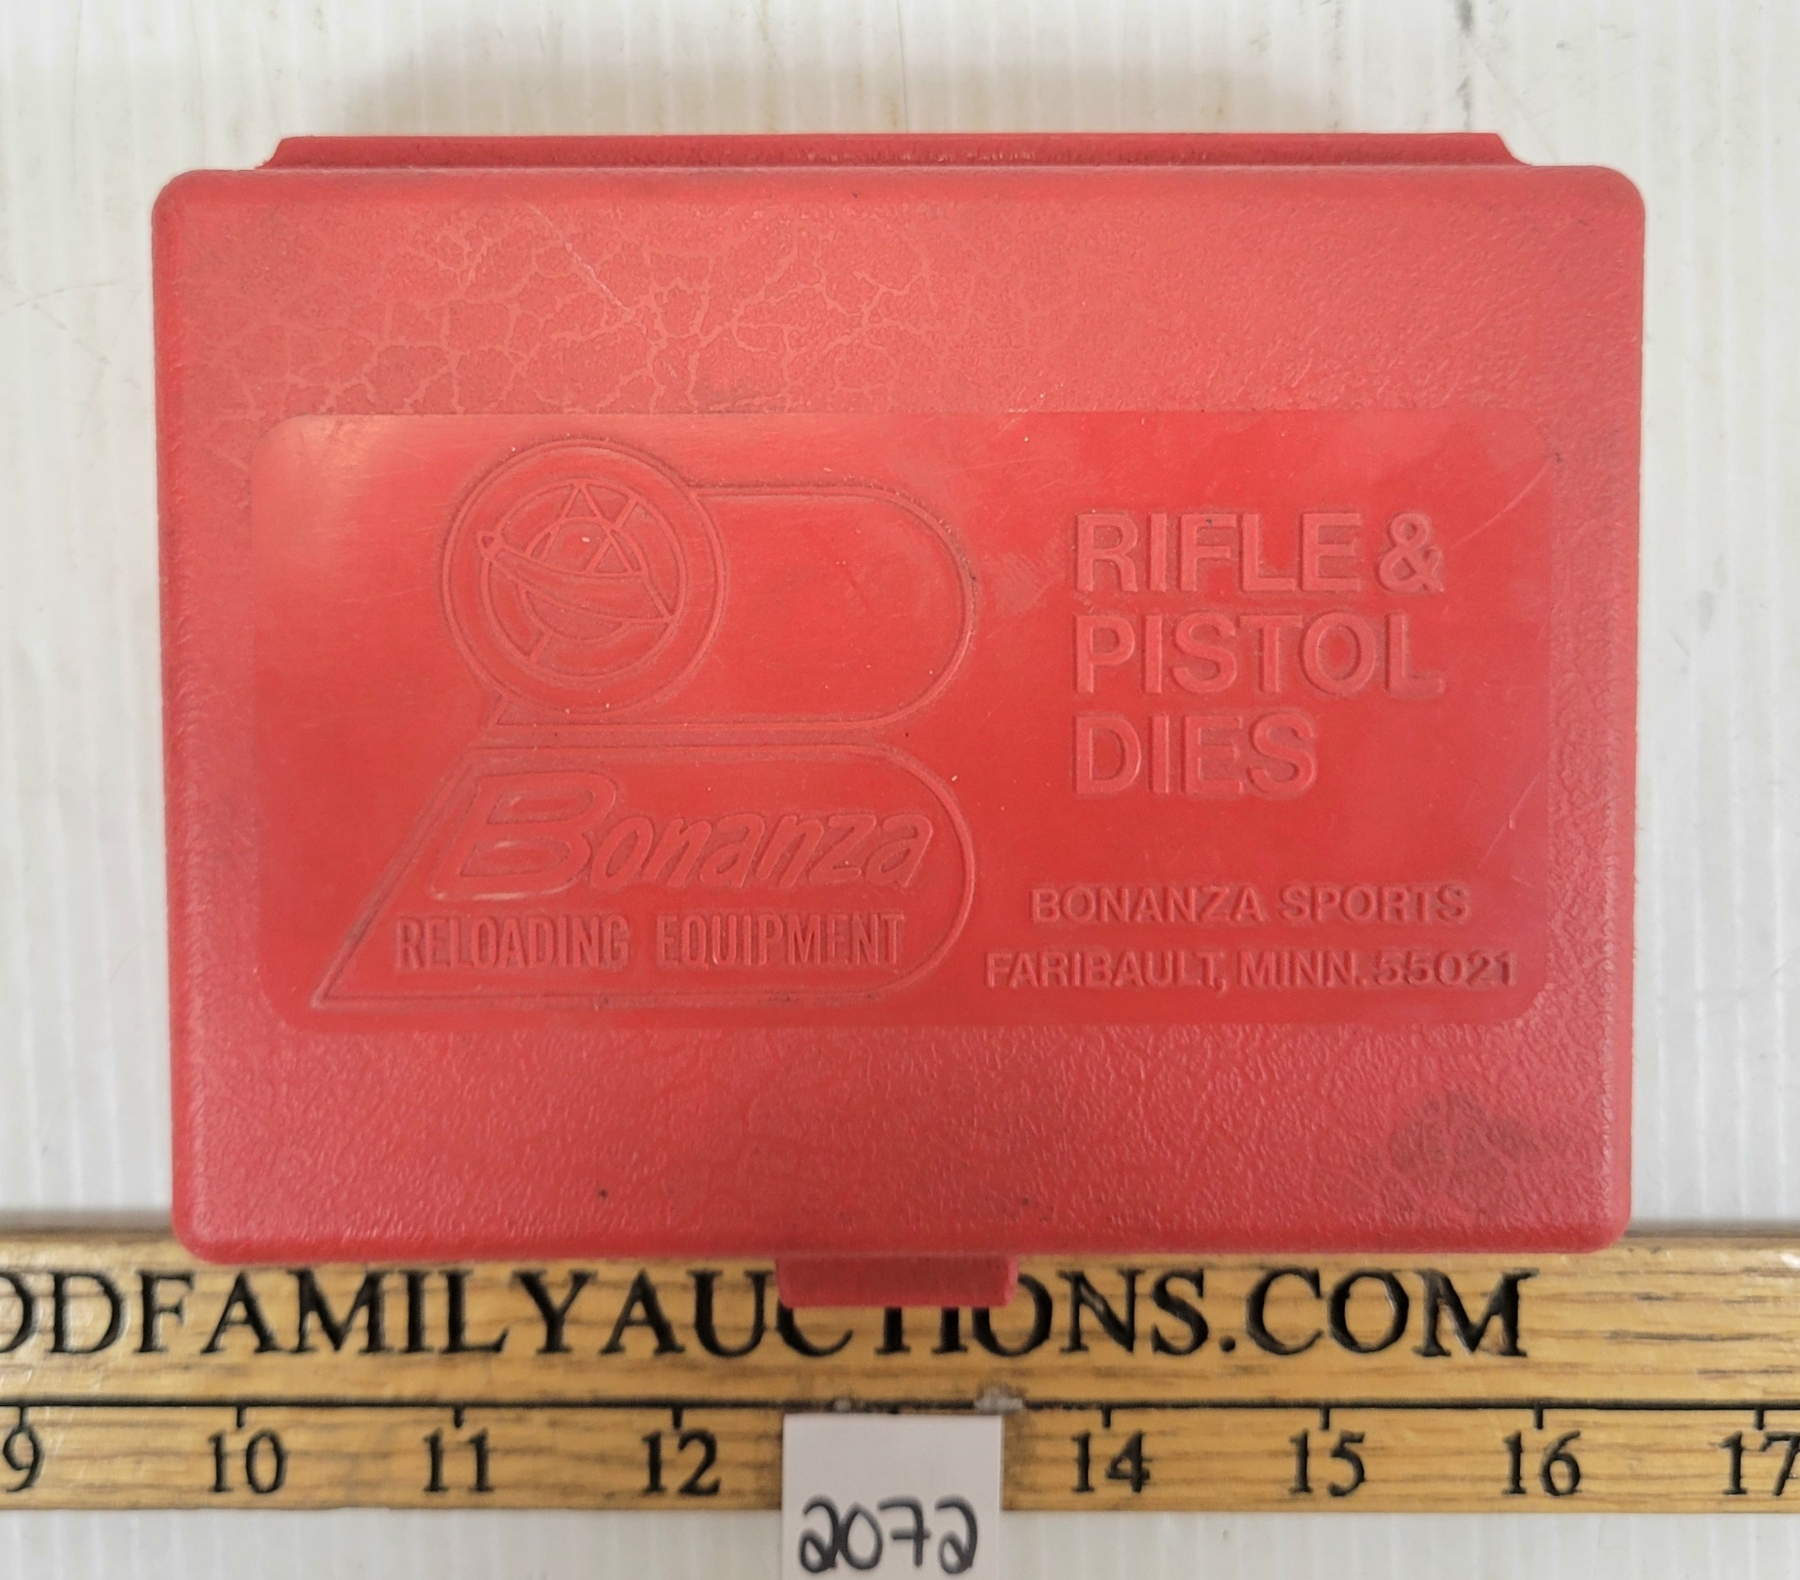 RIFLE &
PISTOL
DIES
Bonanza
RELOADING EQUIPMENT
BONANZA SPORTS
FARIBAULT, MINN. 55021
ODFAMILYAUCTIONS.COM
9 10 11 12 14 15 16 17
2072